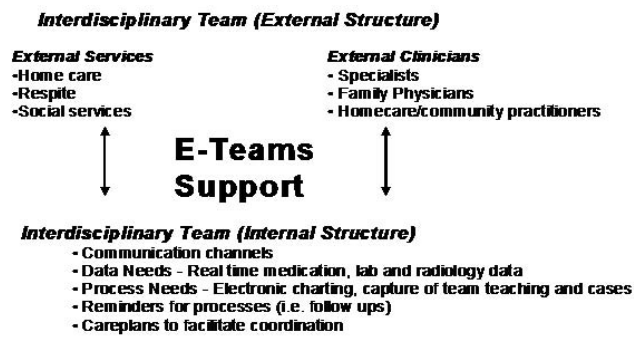 Interdisciplinary Team (External Structure)
External Services
-Home care
-Respite
-Social services
External Clinicians
- Specialists
- Family Physicians
- Homecare/community practitioners
E-Teams
Support
Interdisciplinary Team (Internal Structure)
- Communication channels
- Data Needs - Real time medication, lab and radiology data
- Process Needs - Electronic charting, capture of team teaching and cases
- Reminders for processes (i.e. follow ups)
- Careplans to facilitate coordination